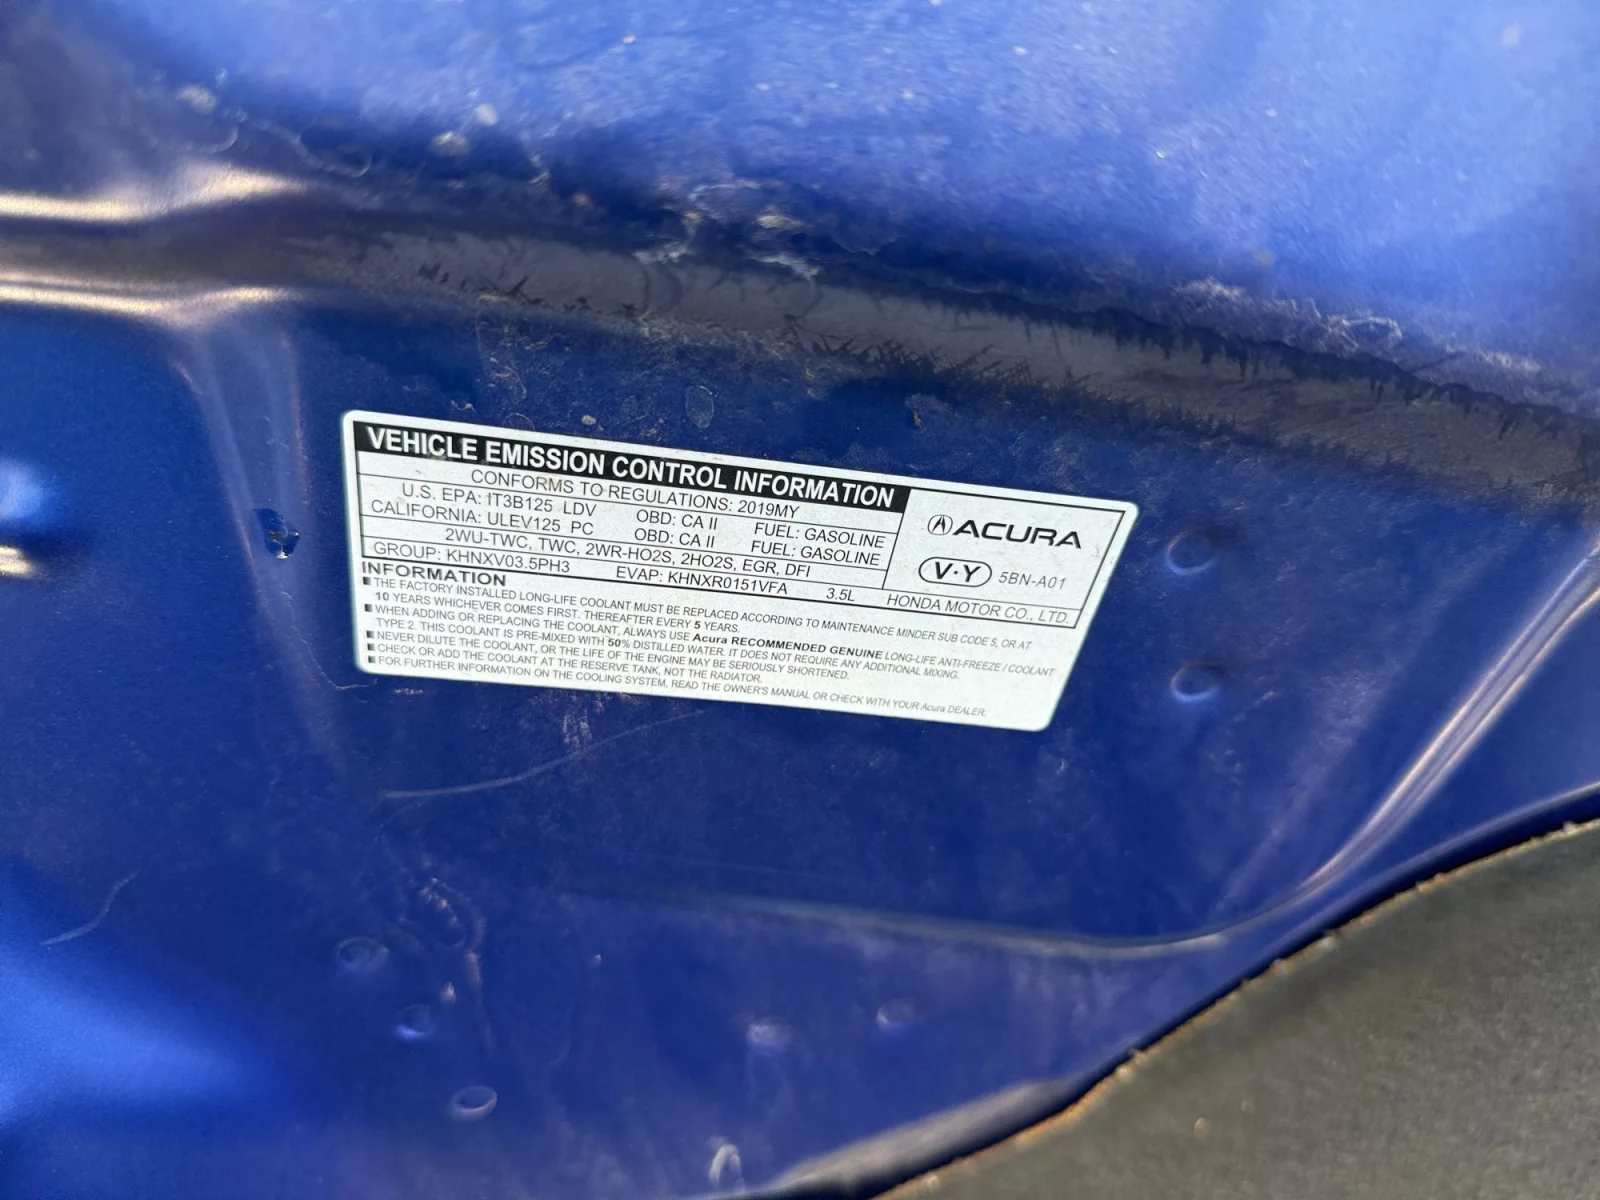 VEHICLE EMISSION CONTROL INFORMATION
CONFORMS TO REGULATIONS: 2019MY
U.S. EPA: tT3B125 LDV OBD: CA II FUEL: GASOLINE
CALIFORNIA: ULEV125 PC OBD: CA II FUEL: GASOLINE
2WU-TWC, TWC, 2WR-HO2S, 2HO2S, EGR, DFI
GROUP: KHNXV03.5PH3 EVAP: KHNXR0151VFA 3.5L
ACURA
V·Y 5BN-A01
HONDA MOTOR CO., LTD.
INFORMATION
■ THE FACTORY INSTALLED LONG-LIFE COOLANT MUST BE REPLACED ACCORDING TO MAINTENANCE MINDER SUB CODE 5, OR AT
10 YEARS WHICHEVER COMES FIRST. THEREAFTER EVERY 5 YEARS.
■ WHEN ADDING OR REPLACING THE COOLANT, ALWAYS USE Acura RECOMMENDED GENUINE LONG-LIFE ANTI-FREEZE / COOLANT
TYPE 2. THIS COOLANT IS PRE-MIXED WITH 50% DISTILLED WATER. IT DOES NOT REQUIRE ANY ADDITIONAL MIXING.
■ NEVER DILUTE THE COOLANT, OR THE LIFE OF THE ENGINE MAY BE SERIOUSLY SHORTENED.
■ CHECK OR ADD THE COOLANT AT THE RESERVE TANK, NOT THE RADIATOR.
■ FOR FURTHER INFORMATION ON THE COOLING SYSTEM, READ THE OWNER'S MANUAL OR CHECK WITH YOUR Acura DEALER.